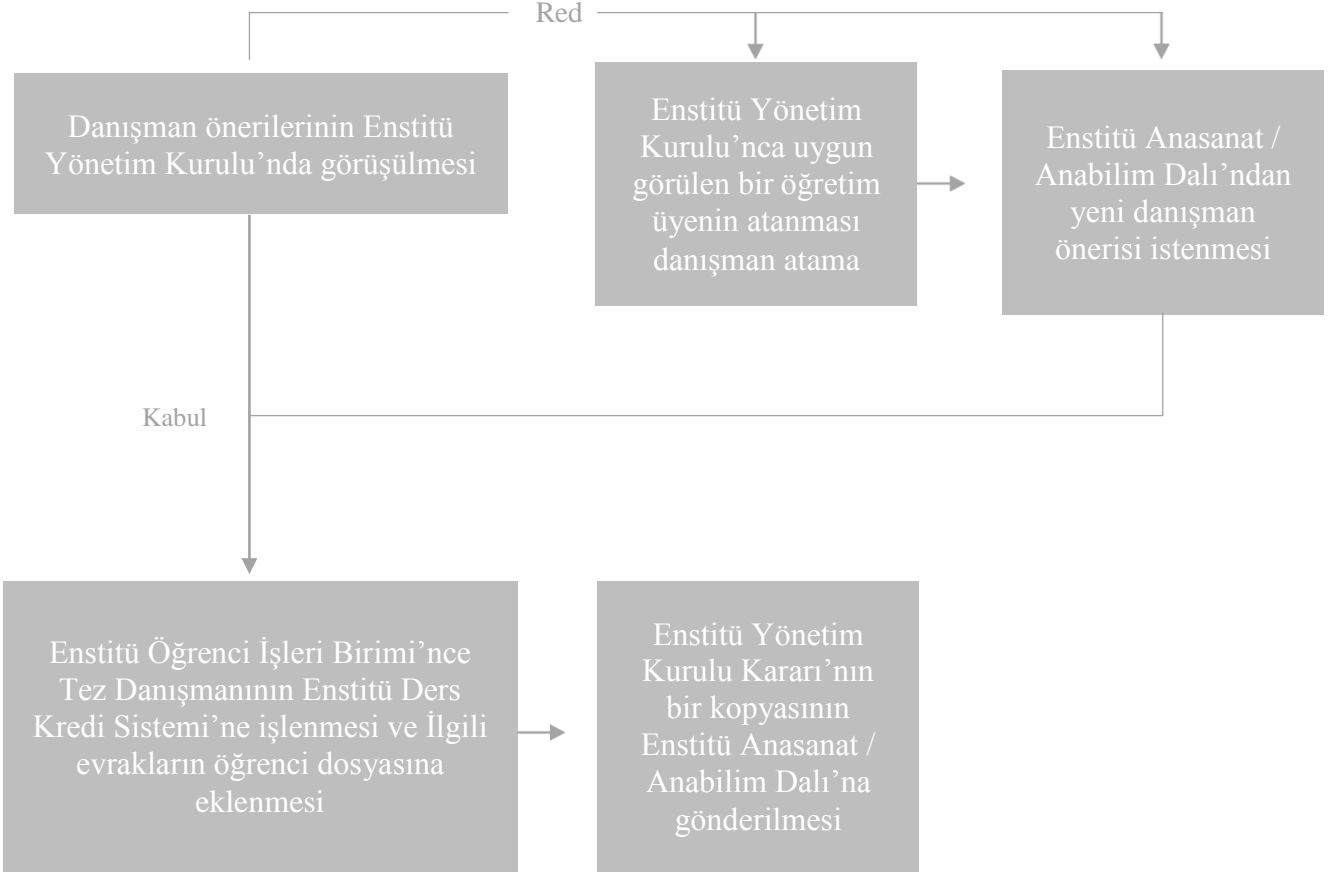 Red
Danışman önerilerinin Enstitü
Yönetim Kurulu’nda görüşülmesi
Enstitü Yönetim
Kurulu’nca uygun
görülen bir öğretim
üyenin atanması
danışman atama
Enstitü Anasanat /
Anabilim Dalı’ndan
yeni danışman
önerisi istenmesi
Kabul
Enstitü Öğrenci İşleri Birimi’nce
Tez Danışmanının Enstitü Ders
Kredi Sistemi’ne işlenmesi ve İlgili
evrakların öğrenci dosyasına
eklenmesi
Enstitü Yönetim
Kurulu Kararı’nın
bir kopyasının
Enstitü Anasanat /
Anabilim Dalı’na
gönderilmesi